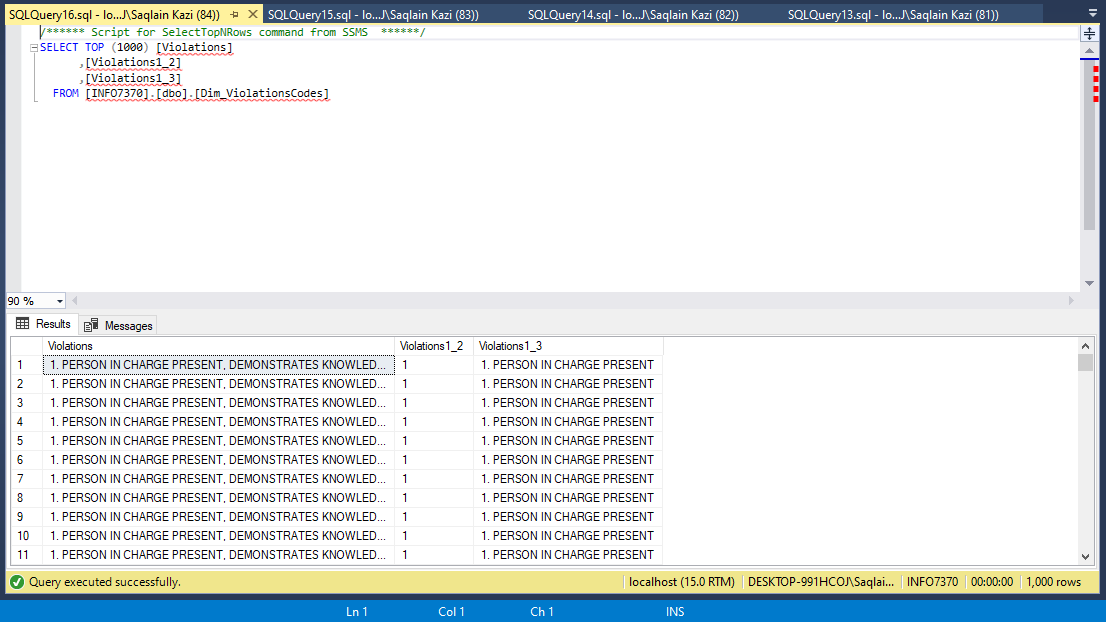 SQLQuery16.sql - lo...J\Saqlain Kazi (84)) SQLQuery15.sql - lo...J\Saqlain Kazi (83)) SQLQuery14.sql - lo...J\Saqlain Kazi (82)) SQLQuery13.sql - lo...J\Saqlain Kazi (81))
/****** Script for SelectTopNRows command from SSMS ******/
SELECT TOP (1000) [Violations]
,[Violations1_2]
,[Violations1_3]
FROM [INFO7370].[dbo].[Dim_ViolationsCodes]
90 %
Results Messages
Violations Violations1_2 Violations1_3
1 1. PERSON IN CHARGE PRESENT, DEMONSTRATES KNOWLED... 1 1. PERSON IN CHARGE PRESENT
2 1. PERSON IN CHARGE PRESENT, DEMONSTRATES KNOWLED... 1 1. PERSON IN CHARGE PRESENT
3 1. PERSON IN CHARGE PRESENT, DEMONSTRATES KNOWLED... 1 1. PERSON IN CHARGE PRESENT
4 1. PERSON IN CHARGE PRESENT, DEMONSTRATES KNOWLED... 1 1. PERSON IN CHARGE PRESENT
5 1. PERSON IN CHARGE PRESENT, DEMONSTRATES KNOWLED... 1 1. PERSON IN CHARGE PRESENT
6 1. PERSON IN CHARGE PRESENT, DEMONSTRATES KNOWLED... 1 1. PERSON IN CHARGE PRESENT
7 1. PERSON IN CHARGE PRESENT, DEMONSTRATES KNOWLED... 1 1. PERSON IN CHARGE PRESENT
8 1. PERSON IN CHARGE PRESENT, DEMONSTRATES KNOWLED... 1 1. PERSON IN CHARGE PRESENT
9 1. PERSON IN CHARGE PRESENT, DEMONSTRATES KNOWLED... 1 1. PERSON IN CHARGE PRESENT
10 1. PERSON IN CHARGE PRESENT, DEMONSTRATES KNOWLED... 1 1. PERSON IN CHARGE PRESENT
11 1. PERSON IN CHARGE PRESENT, DEMONSTRATES KNOWLED... 1 1. PERSON IN CHARGE PRESENT
Query executed successfully. localhost (15.0 RTM) DESKTOP-991HCOJ\Saqlai... INFO7370 00:00:00 1,000 rows
Ln 1 Col 1 Ch 1 INS